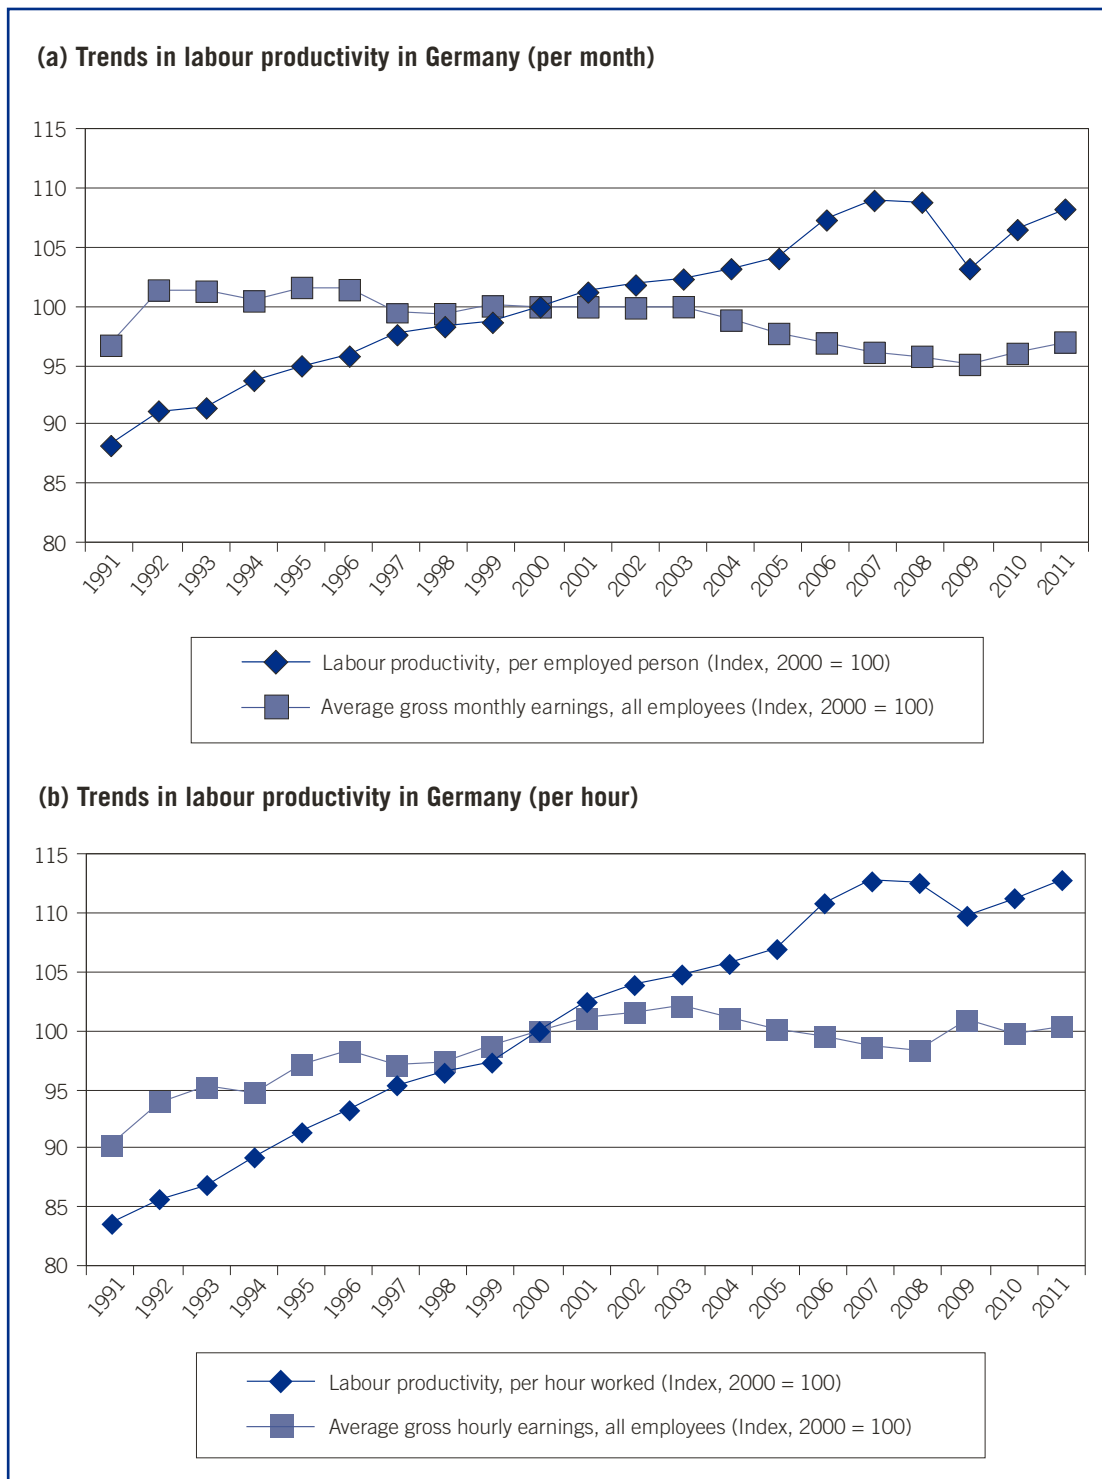 (a) Trends in labour productivity in Germany (per month)
115
110
105
100
95
90
85
80
1991 1992 1993 1994 1995 1996 1997 1998 1999 2000 2001 2002 2003 2004 2005 2006 2007 2008 2009 2010 2011
Labour productivity, per employed person (Index, 2000 = 100)
Average gross monthly earnings, all employees (Index, 2000 = 100)
(b) Trends in labour productivity in Germany (per hour)
115
110
105
100
95
90
85
80
1991 1992 1993 1994 1995 1996 1997 1998 1999 2000 2001 2002 2003 2004 2005 2006 2007 2008 2009 2010 2011
Labour productivity, per hour worked (Index, 2000 = 100)
Average gross hourly earnings, all employees (Index, 2000 = 100)